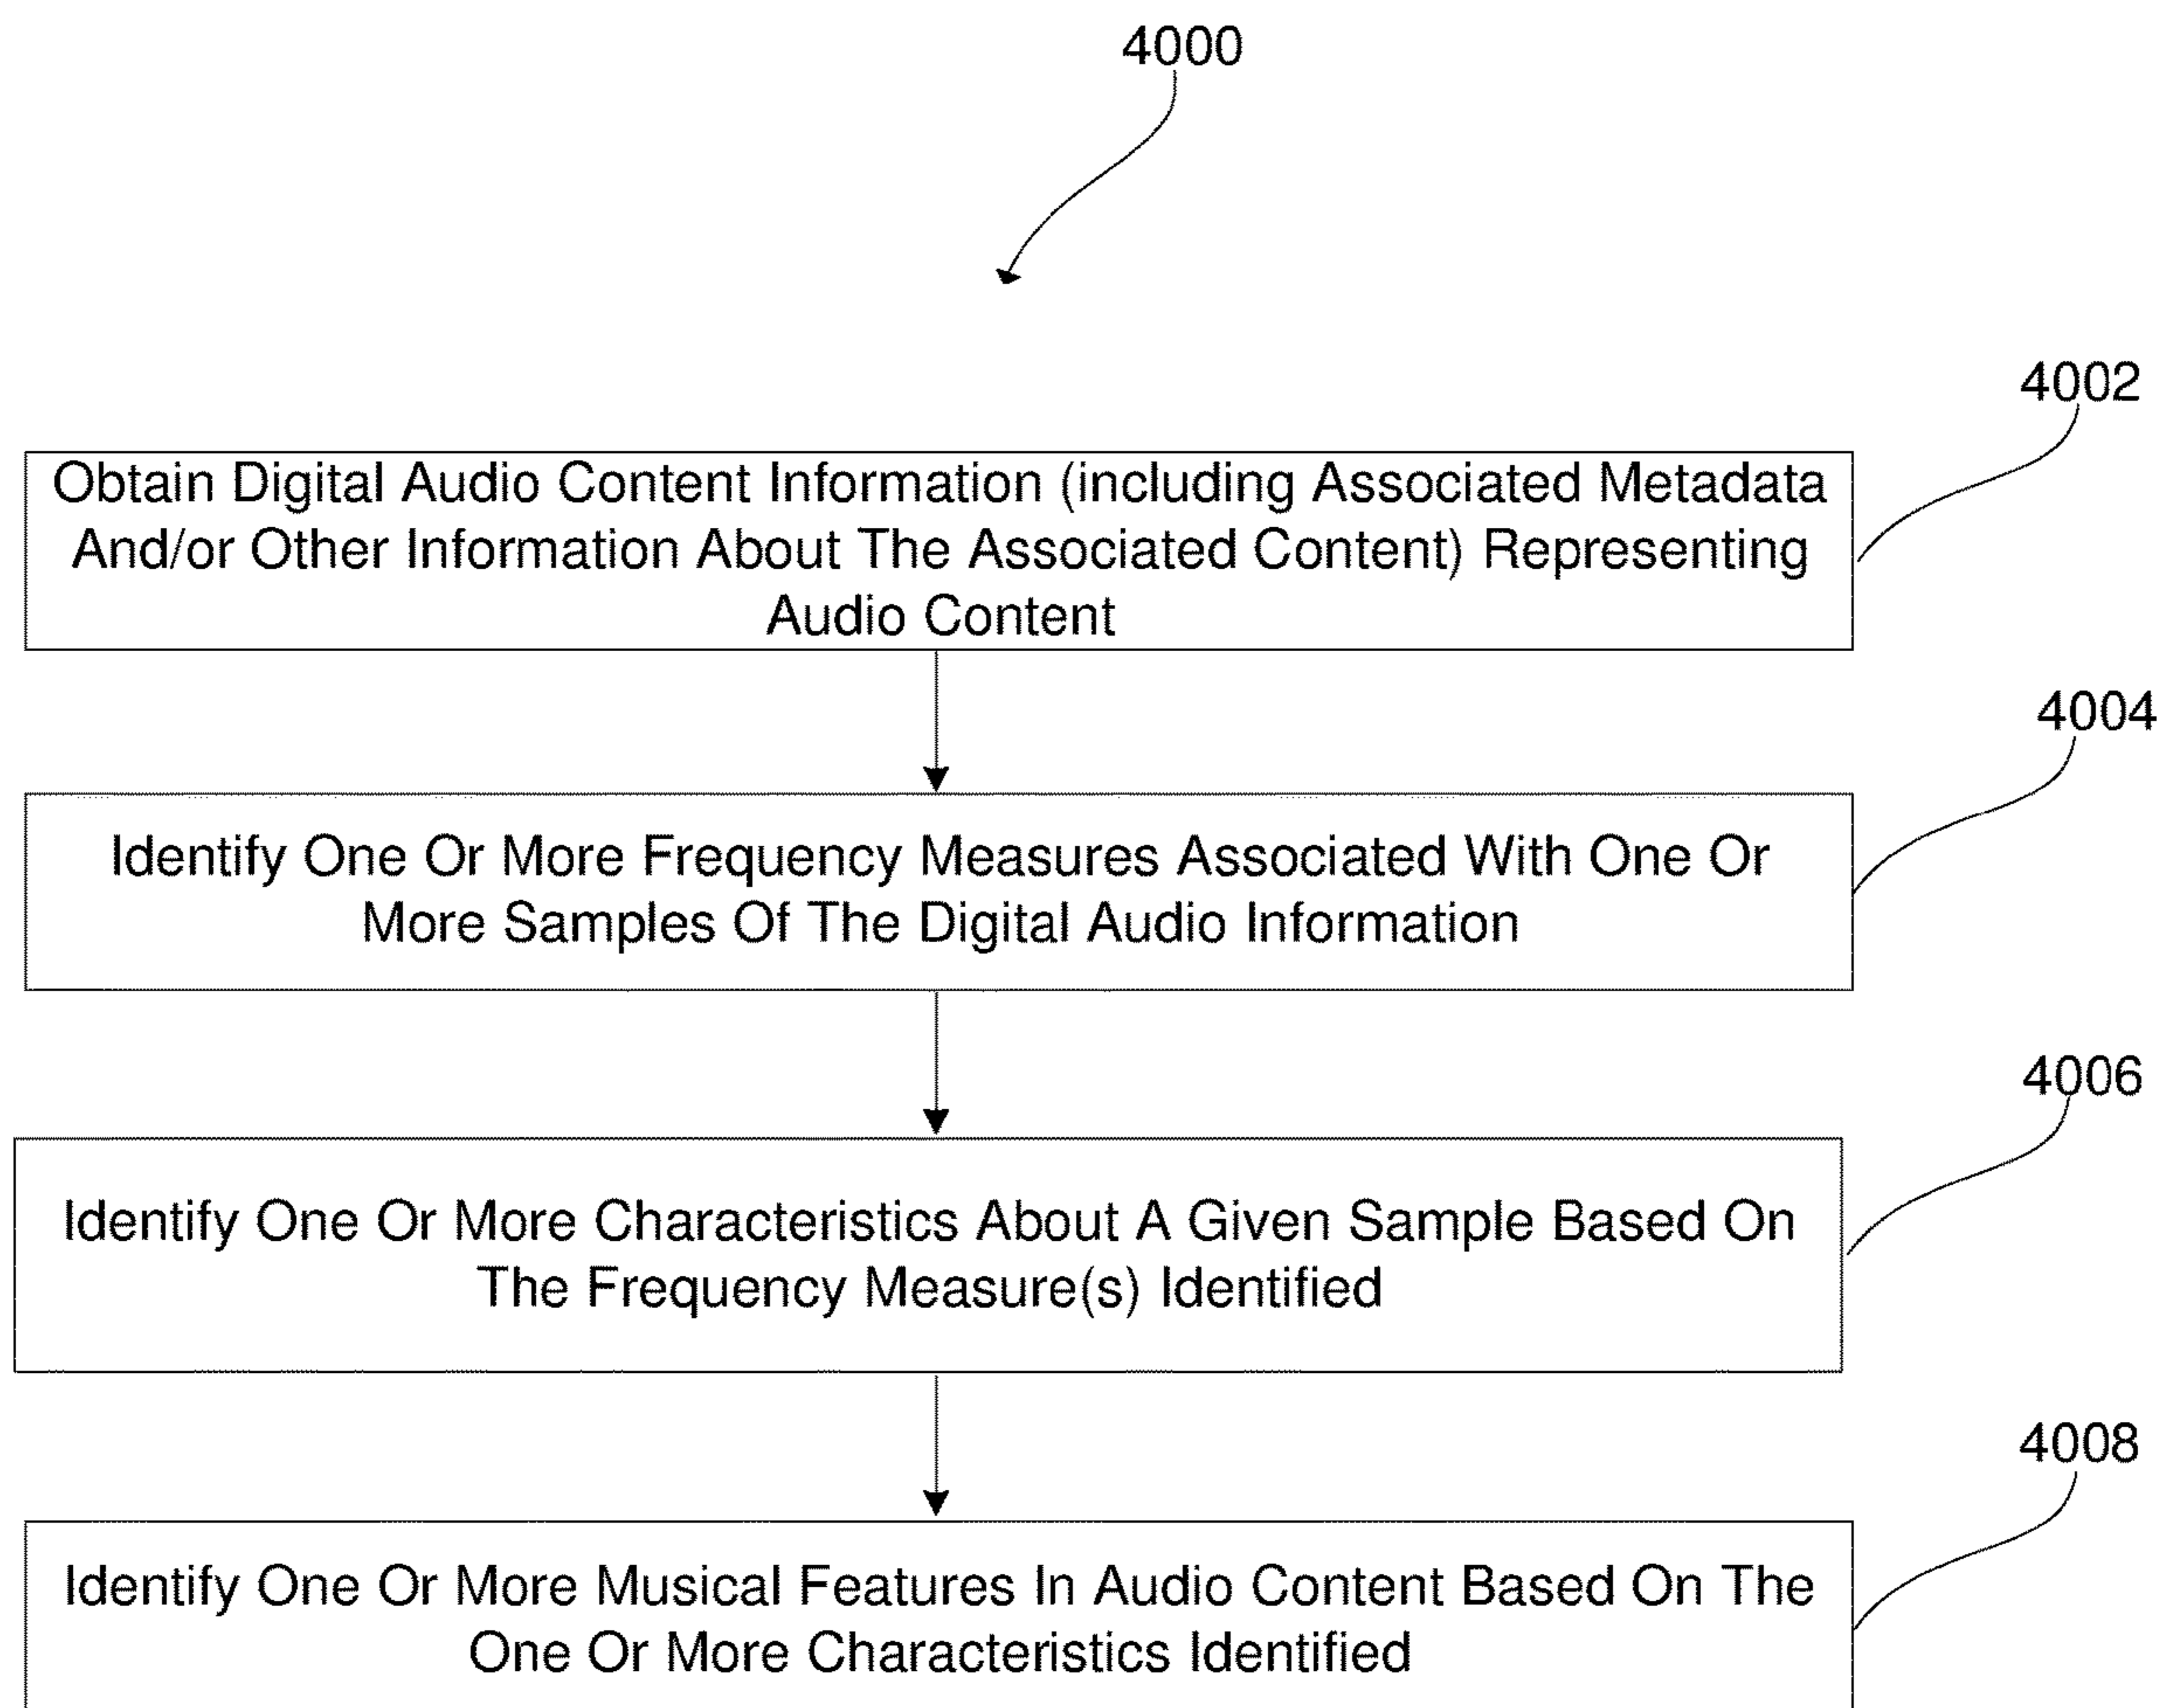 4000
4002
Obtain Digital Audio Content Information (including Associated Metadata
And/or Other Information About The Associated Content) Representing
Audio Content
4004
Identify One Or More Frequency Measures Associated With One Or
More Samples Of The Digital Audio Information
4006
Identify One Or More Characteristics About A Given Sample Based On
The Frequency Measure(s) Identified
4008
Identify One Or More Musical Features In Audio Content Based On The
One Or More Characteristics Identified